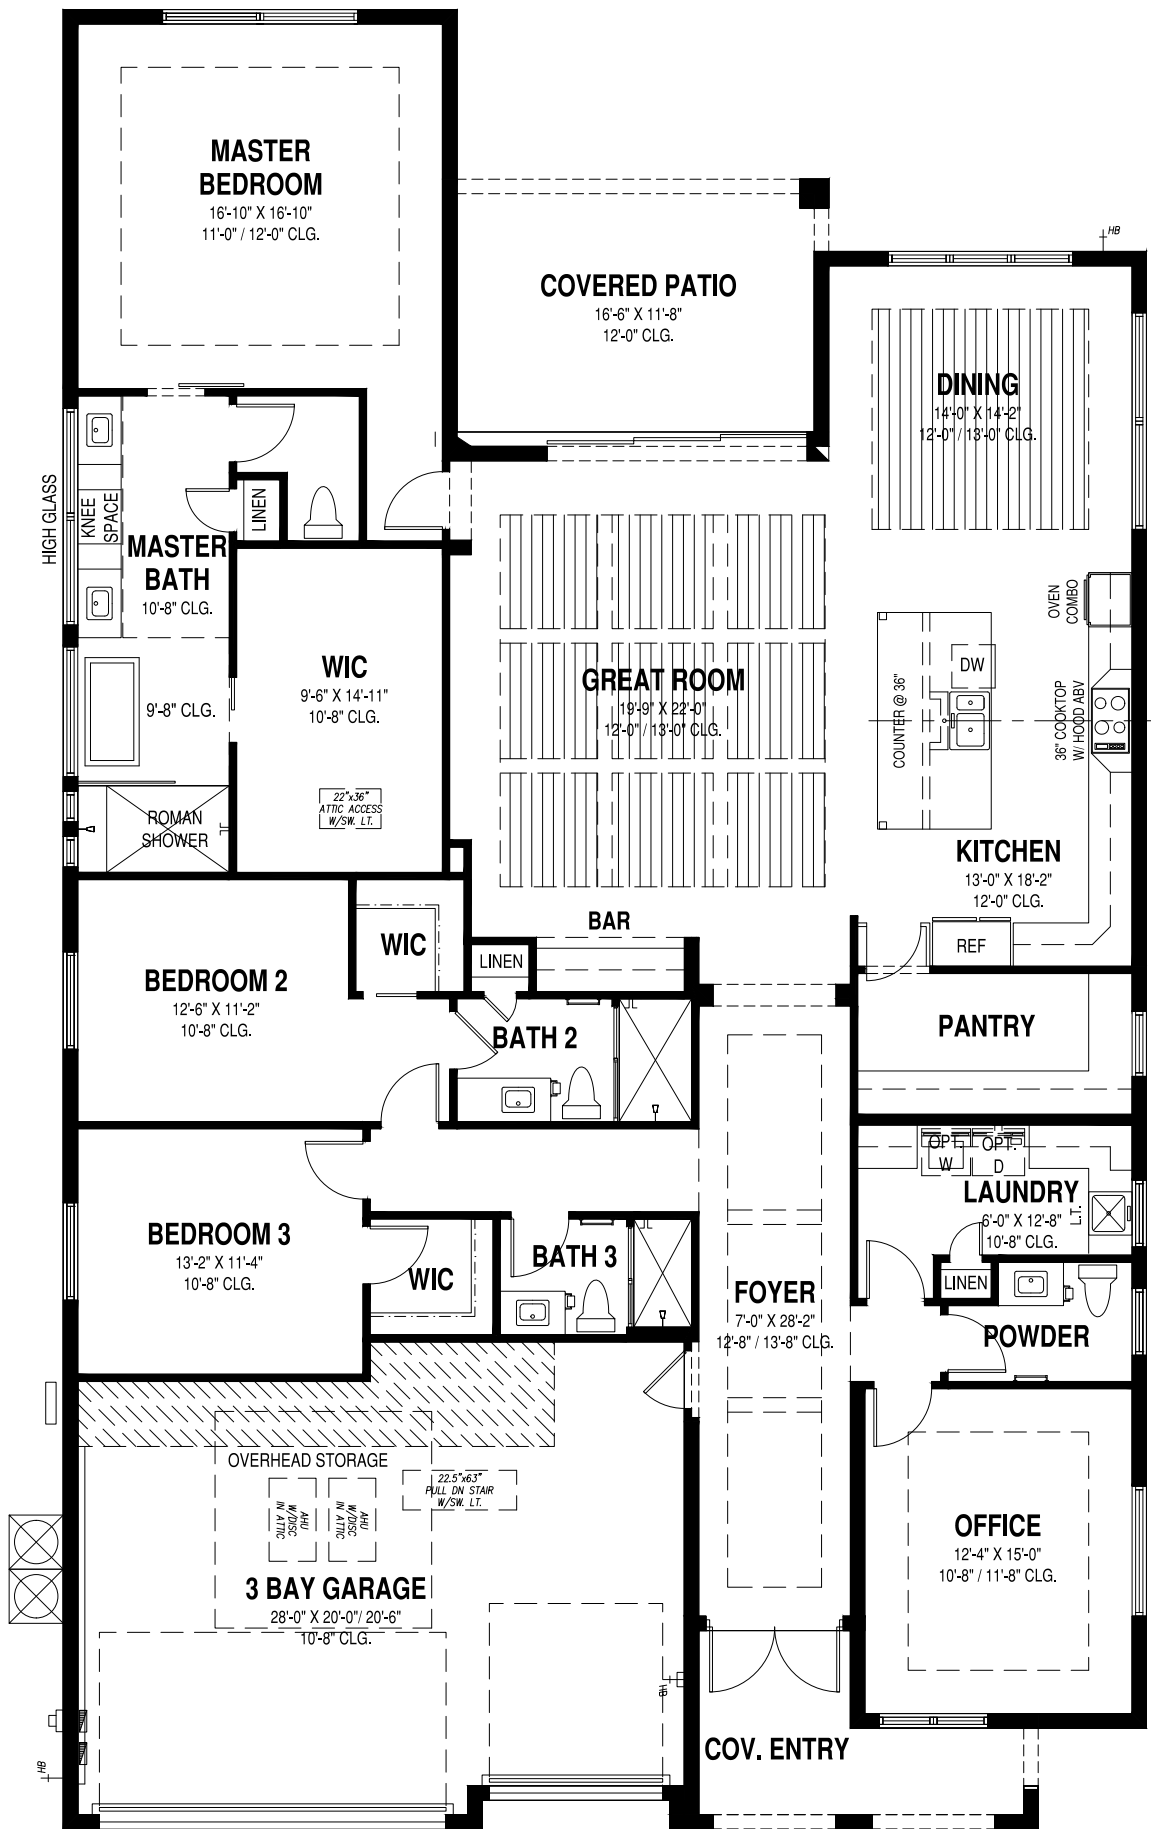 MASTER
BEDROOM
16'-10" X 16'-10"
11'-0" / 12'-0" CLG.
HB
COVERED PATIO
16'-6" X 11'-8"
12'-0" CLG.
DINING
14'-0" X 14'-2"
12'-0" / 13'-0" CLG.
HIGH GLASS
KNEE
SPACE
LINEN
MASTER
BATH
10'-8" CLG.
9'-8" CLG.
ROMAN
SHOWER
WIC
9'-6" X 14'-11"
10'-8" CLG.
22"x36"
ATTIC ACCESS
W/SW. LT.
GREAT ROOM
19'-9" X 22'-0"
12'-0" / 13'-0" CLG.
OVEN
COMBO
DW
COUNTER @ 36"
36" COOKTOP
W/ HOOD ABV
KITCHEN
13'-0" X 18'-2"
12'-0" CLG.
REF
BAR
LINEN
WIC
BEDROOM 2
12'-6" X 11'-2"
10'-8" CLG.
BATH 2
PANTRY
OPT.
W
OPT.
D
LAUNDRY
6'-0" X 12'-8"
10'-8" CLG.
L.T.
LINEN
POWDER
BEDROOM 3
13'-2" X 11'-4"
10'-8" CLG.
WIC
BATH 3
FOYER
7'-0" X 28'-2"
12'-8" / 13'-8" CLG.
OVERHEAD STORAGE
22.5"x63"
PULL DN STAIR
W/SW. LT.
AHU
W/DISC
IN ATTIC
AHU
W/DISC
IN ATTIC
3 BAY GARAGE
28'-0" X 20'-0"/ 20'-6"
10'-8" CLG.
OFFICE
12'-4" X 15'-0"
10'-8" / 11'-8" CLG.
HB
COV. ENTRY
HB